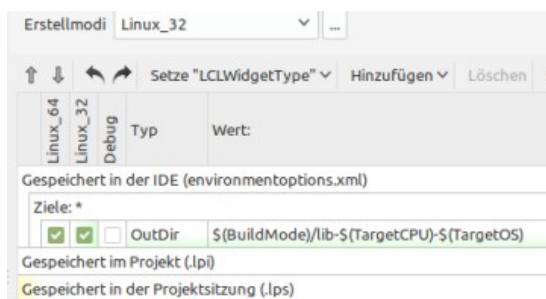 Erstellmodi Linux_32 ...
Setze "LCLWidgetType" Hinzufügen Löschen
Linux_64 Linux_32 Debug Typ Wert:
Gespeichert in der IDE (environmentoptions.xml)
Ziele: *
OutDir $(BuildMode)/lib-$(TargetCPU)-$(TargetOS)
Gespeichert im Projekt (.lpi)
Gespeichert in der Projektsitzung (.lps)